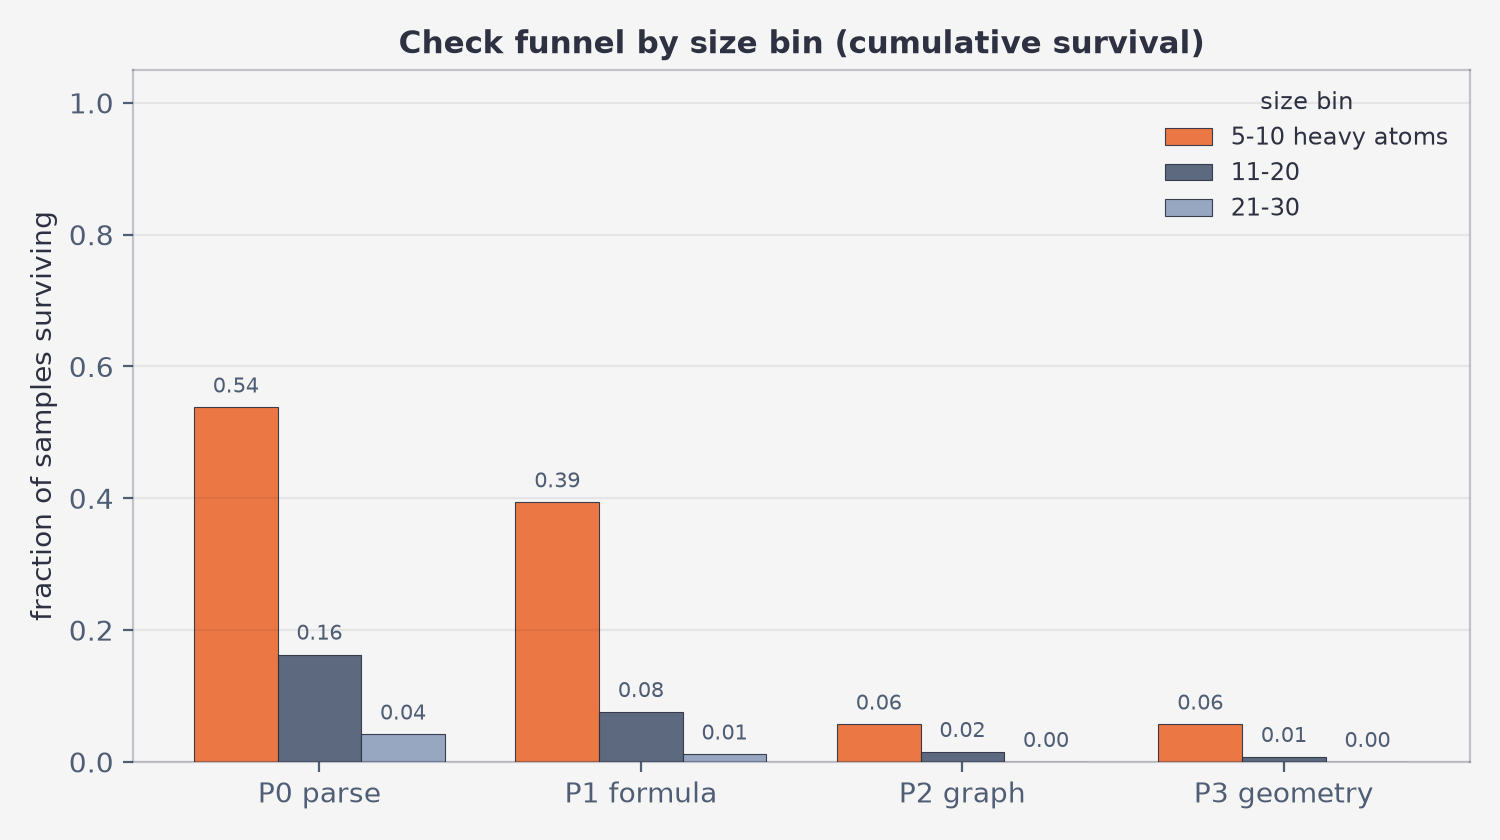 Check funnel by size bin (cumulative survival)
fraction of samples surviving
1.0
0.8
0.6
0.4
0.2
0.0
size bin
5-10 heavy atoms
11-20
21-30
0.54
0.16
0.04
0.39
0.08
0.01
0.06
0.02
0.00
0.06
0.01
0.00
P0 parse
P1 formula
P2 graph
P3 geometry